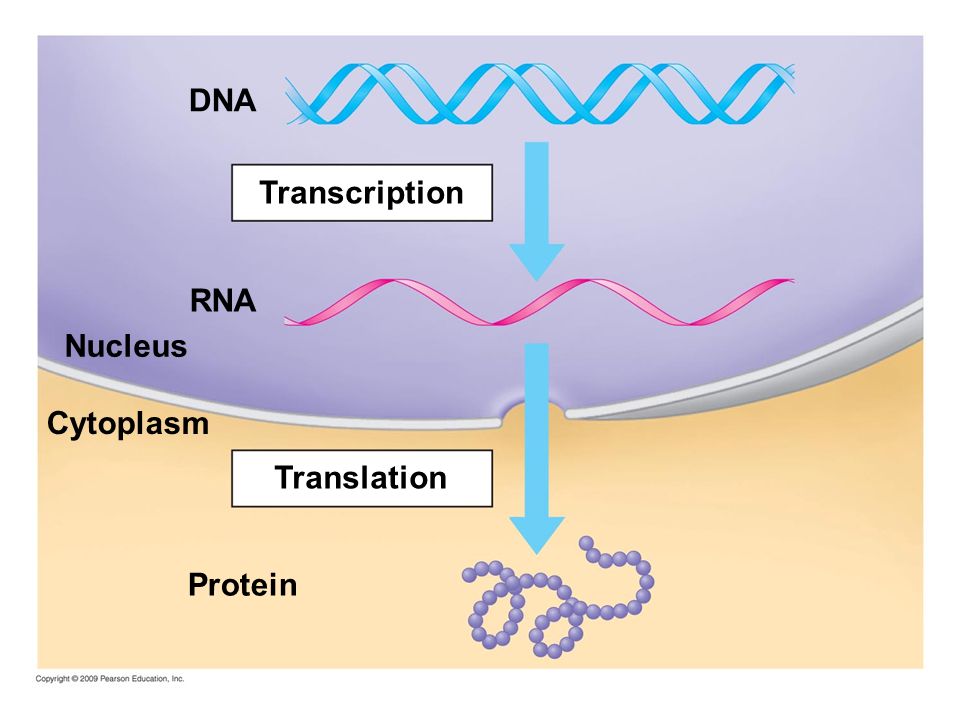 DNA
Transcription
RNA
Nucleus
Cytoplasm
Translation
Protein
Copyright © 2009 Pearson Education, Inc.